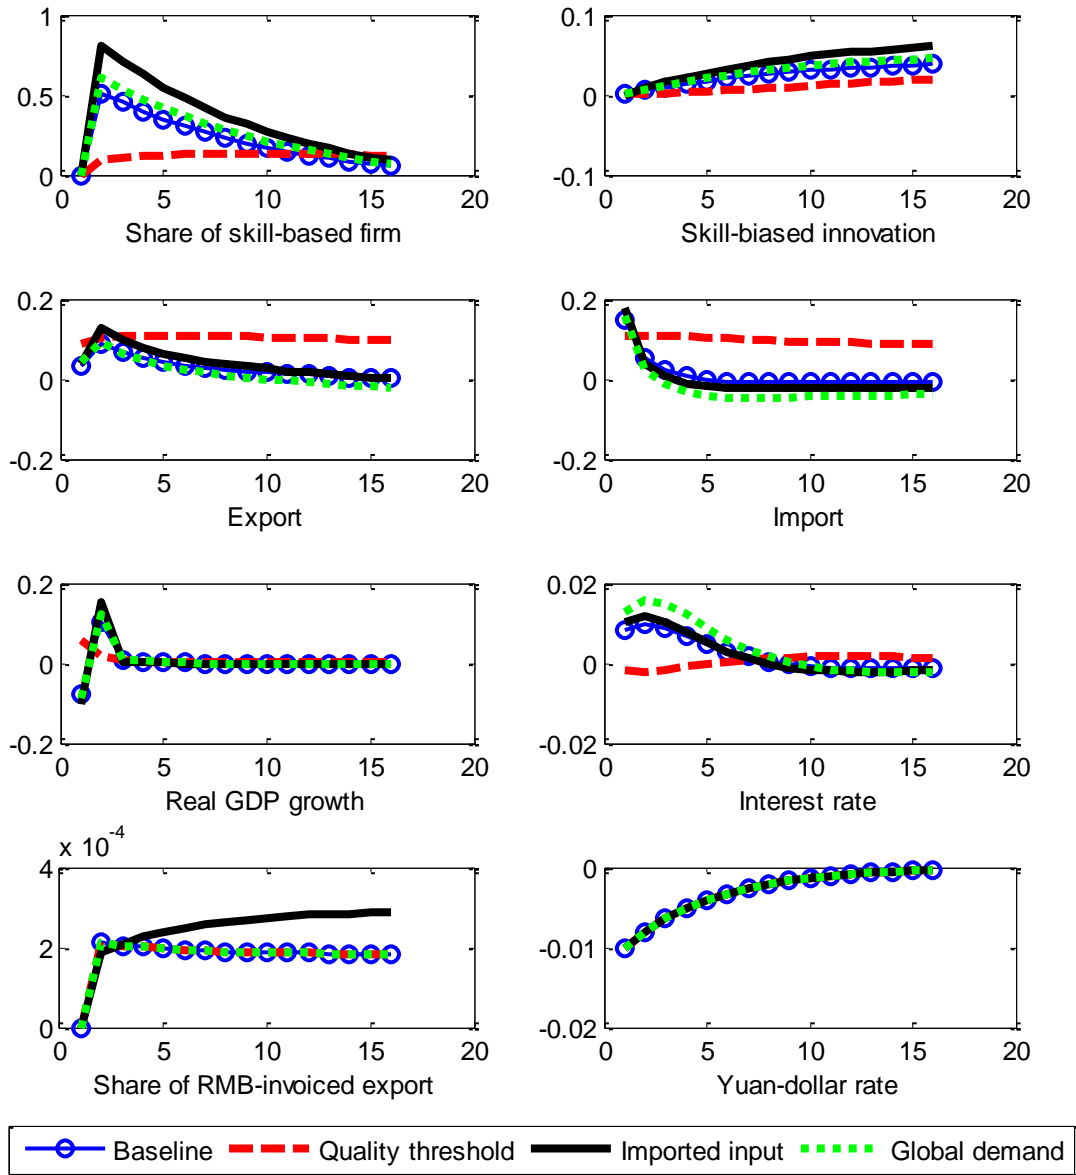 1
0.5
0
0 5 10 15 20
Share of skill-based firm
0.1
0
-0.1
0 5 10 15 20
Skill-biased innovation
0.2
0
-0.2
0 5 10 15 20
Export
0.2
0
-0.2
0 5 10 15 20
Import
0.2
0
-0.2
0 5 10 15 20
Real GDP growth
0.02
0
-0.02
0 5 10 15 20
Interest rate
x 10-4
4
2
0
0 5 10 15 20
Share of RMB-invoiced export
0
-0.01
-0.02
0 5 10 15 20
Yuan-dollar rate
Baseline Quality threshold Imported input Global demand